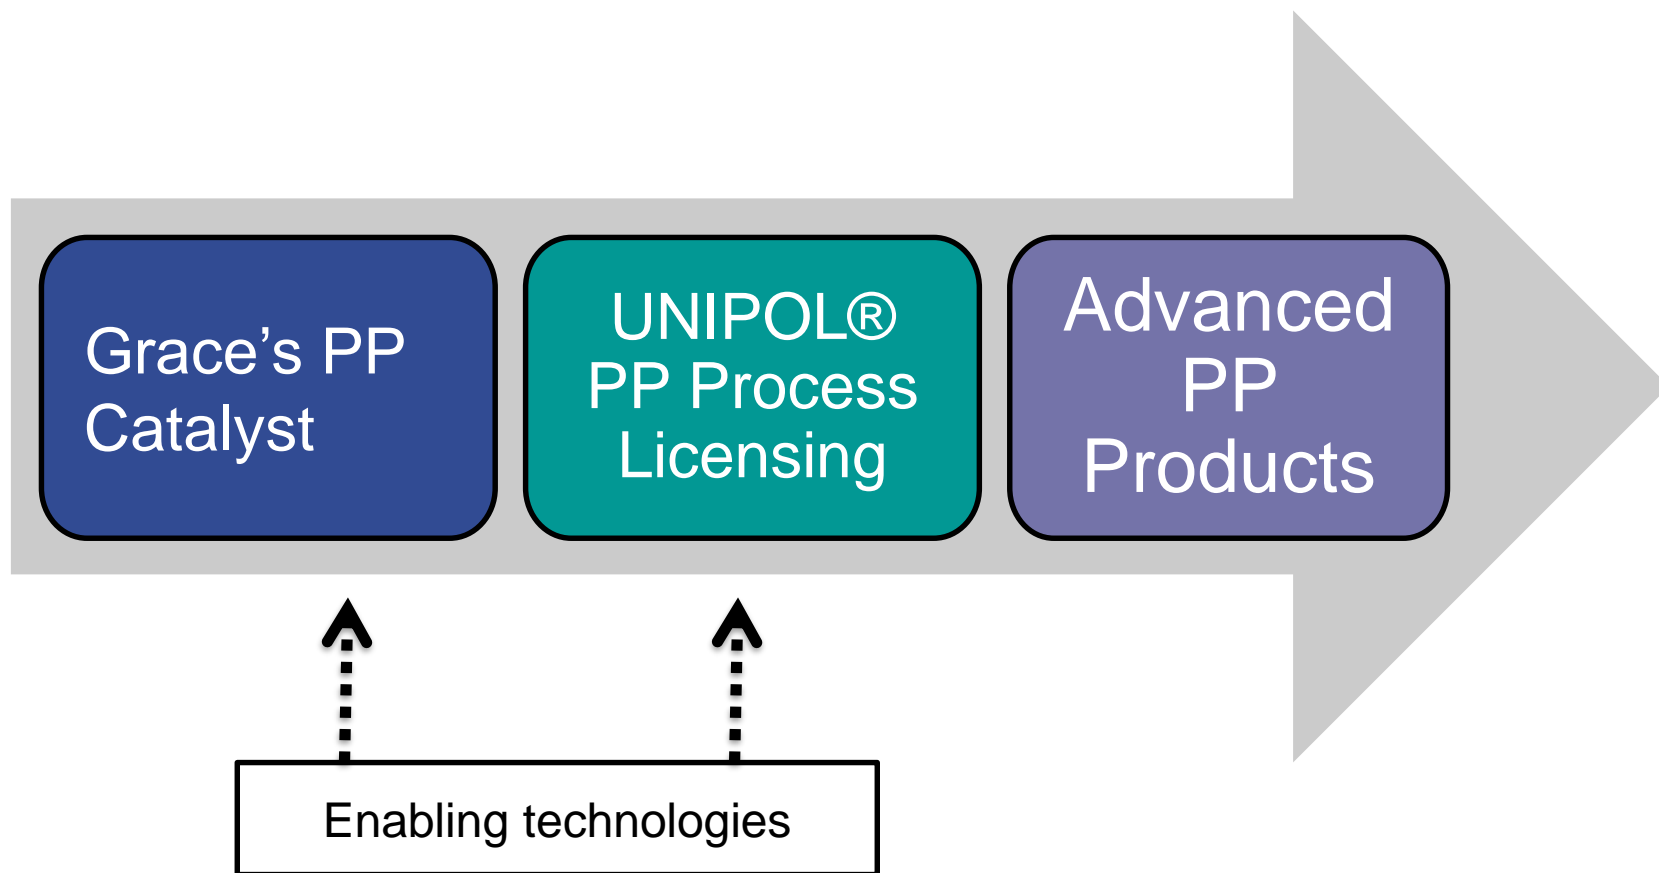 Grace’s PP
Catalyst
UNIPOL®
PP Process
Licensing
Advanced
PP
Products
Enabling technologies